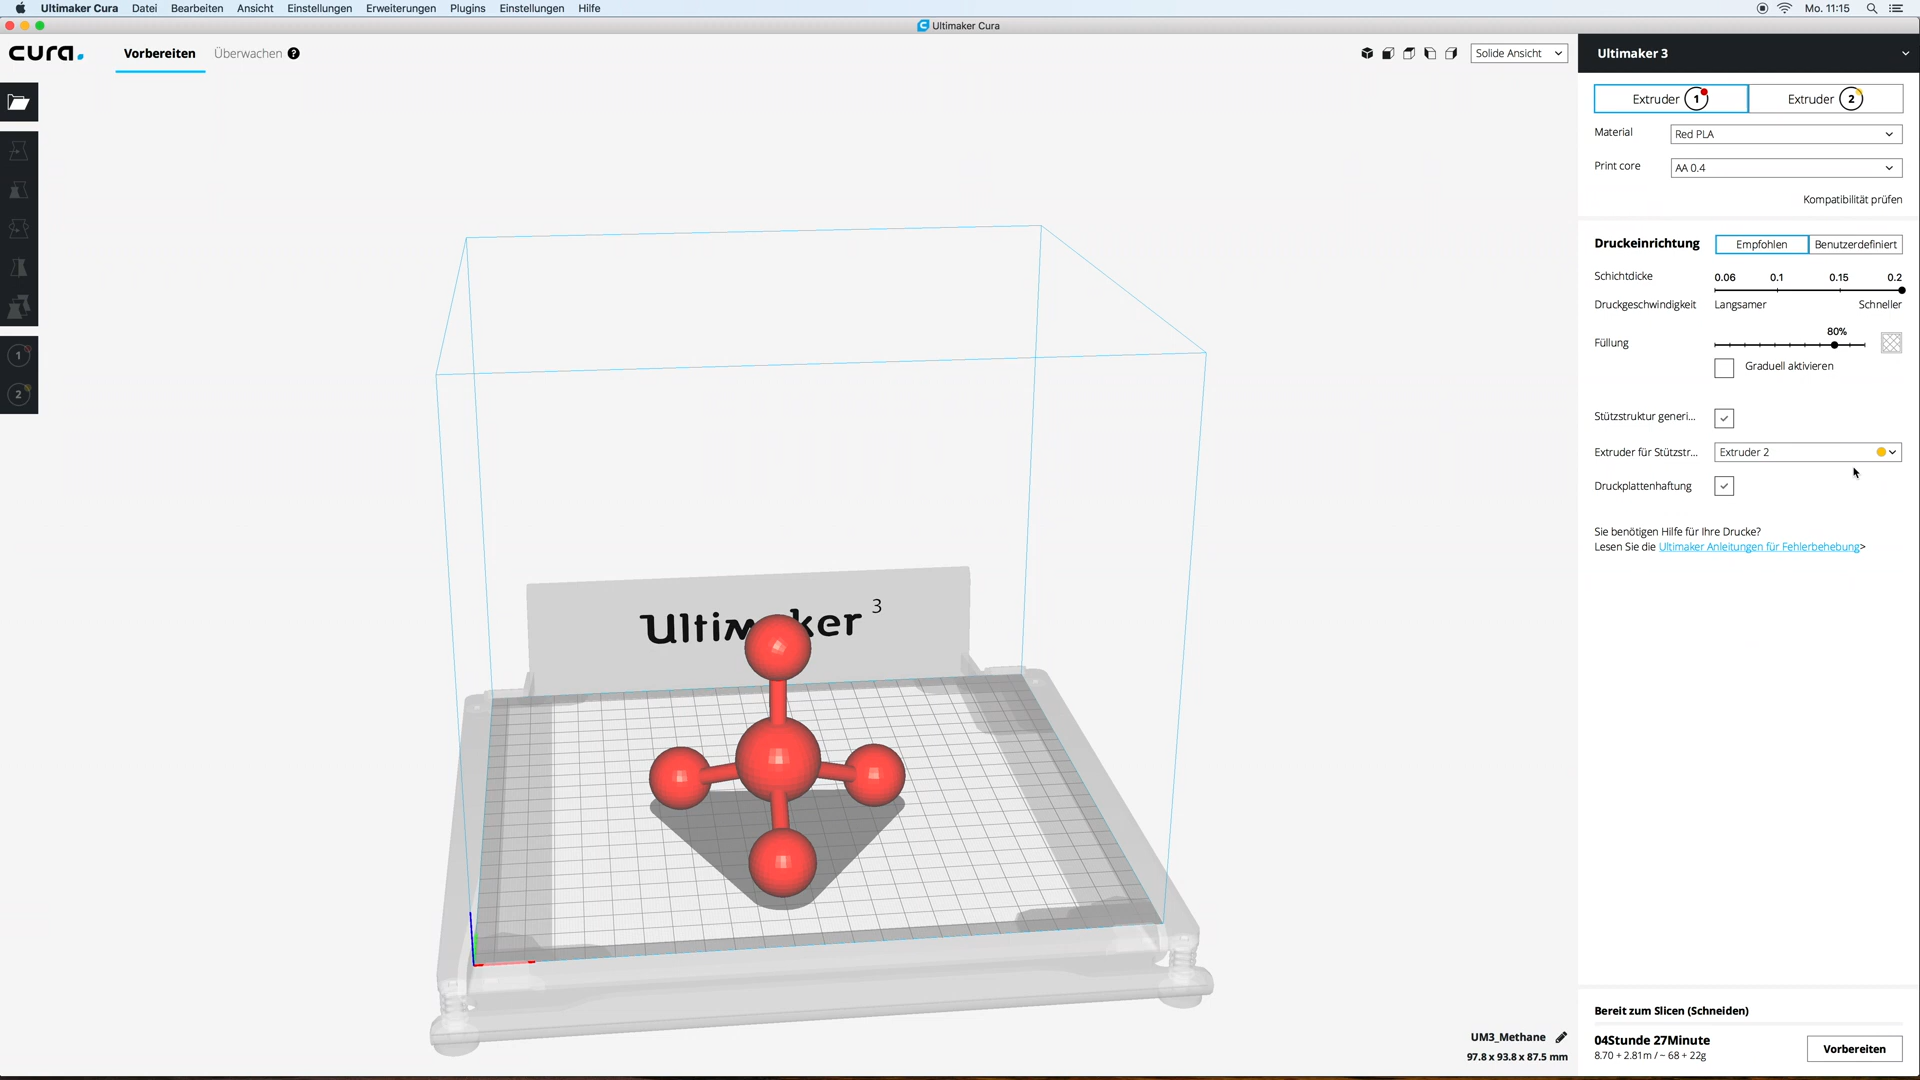 Ultimaker Cura Datei Bearbeiten Ansicht Einstellungen Erweiterungen Plugins Einstellungen Hilfe Mo. 11:15
Ultimaker Cura
cura.
Vorbereiten Überwachen ?
Solide Ansicht
Ultimaker 3
Extruder 1 Extruder 2
Material Red PLA
Print core AA 0.4
Kompatibilität prüfen
Druckeinrichtung Empfohlen Benutzerdefiniert
Schichtdicke 0.06 0.1 0.15 0.2
Druckgeschwindigkeit Langsamer Schneller
80%
Füllung
Graduell aktivieren
Stützstruktur generi...
Extruder für Stützstr... Extruder 2
Druckplattenhaftung
Sie benötigen Hilfe für Ihre Drucke?
Lesen Sie die Ultimaker Anleitungen für Fehlerbehebung>
1
2
3
Bereit zum Slicen (Schneiden)
04Stunde 27Minute
8.70 + 2.81m / ~ 68 + 22g
Vorbereiten
UM3_Methane
97.8 x 93.8 x 87.5 mm